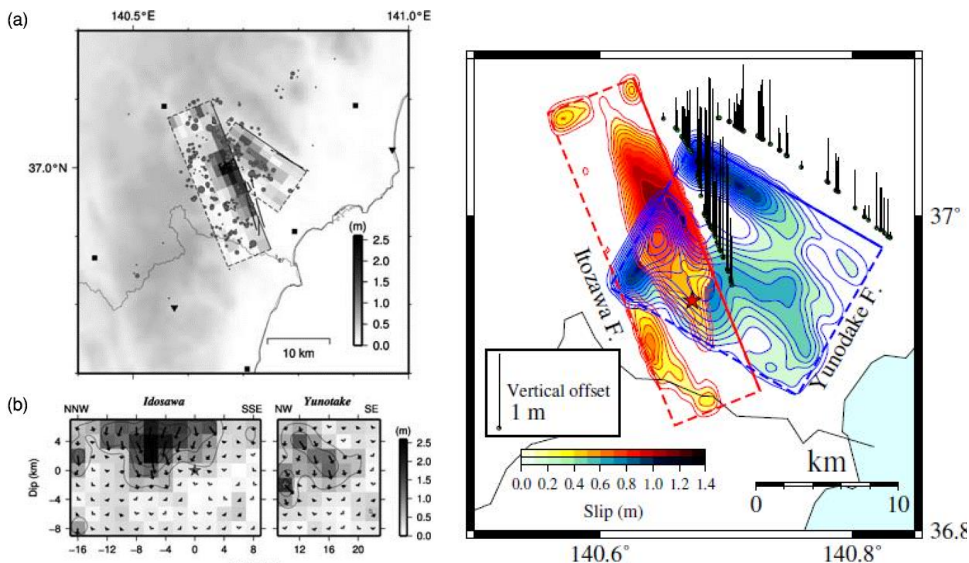 (a)
140.5°E
141.0°E
37.0°N
(m)
2.5
2.0
1.5
1.0
0.5
0.0
10 km
(b)
NNW
Idosawa
SSE
NW
Yunotake
SE
Dip (km)
4
0
-4
-8
-16
-12
-8
-4
0
4
8
12
16
20
(m)
2.5
2.0
1.5
1.0
0.5
0.0
37°
36.8
Itozawa F.
Yunodake F.
Vertical offset
1 m
0.0 0.2 0.4 0.6 0.8 1.0 1.2 1.4
Slip (m)
km
0 10
140.6° 140.8°